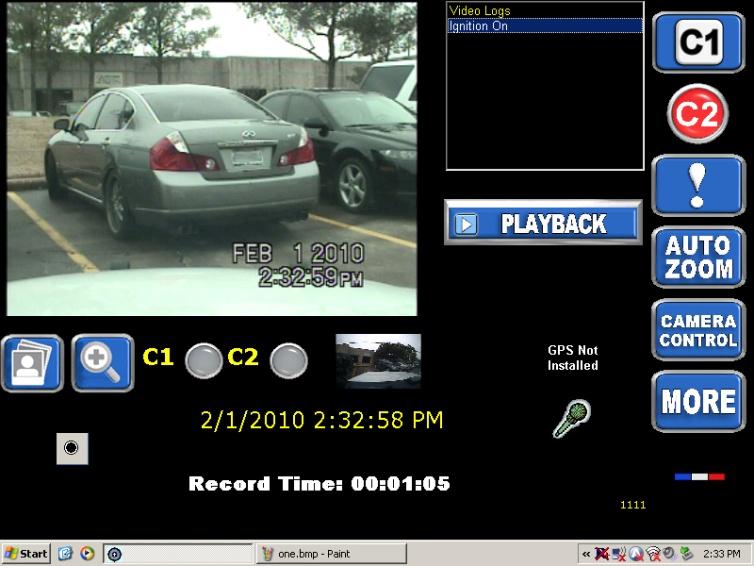 Video Logs
Ignition On
C1
C2
!
PLAYBACK
AUTO
ZOOM
FEB 1 2010
2:32:59PM
CAMERA
CONTROL
C1 C2
GPS Not
Installed
MORE
2/1/2010 2:32:58 PM
Record Time: 00:01:05
1111
Start
one.bmp - Paint
2:33 PM